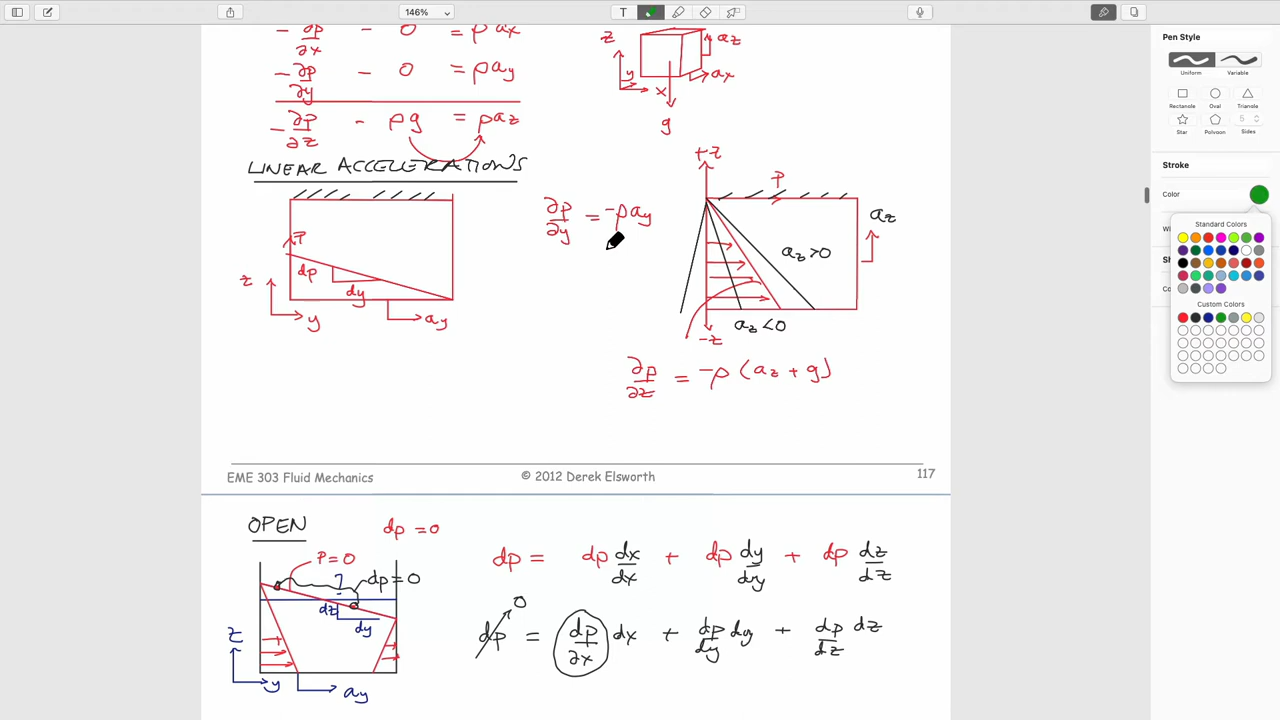 146%
T
Pen Style
Uniform
Variable
Rectangle
Oval
Triangle
Star
Polygon
5
Sides
Stroke
Color
Standard Colors
Custom Colors
- ∂p/∂x - 0 = ρax
- ∂p/∂y - 0 = ρay
- ∂p/∂z - ρg = ρaz
z
y
x
az
ax
g
LINEAR ACCELERATIONS
P
dp
dy
z
y
ay
∂p/∂y = -ρay
+z
P
az
az>0
az<0
-z
∂p/∂z = -ρ (az + g)
EME 303 Fluid Mechanics
© 2012 Derek Elsworth
117
OPEN
dp = 0
P=0
?
dp=0
dz
dy
z
y
ay
dp = dp dx/dx + dp dy/dy + dp dz/dz
0
dp = dp/∂x dx + dp/dy dy + dp/dz dz